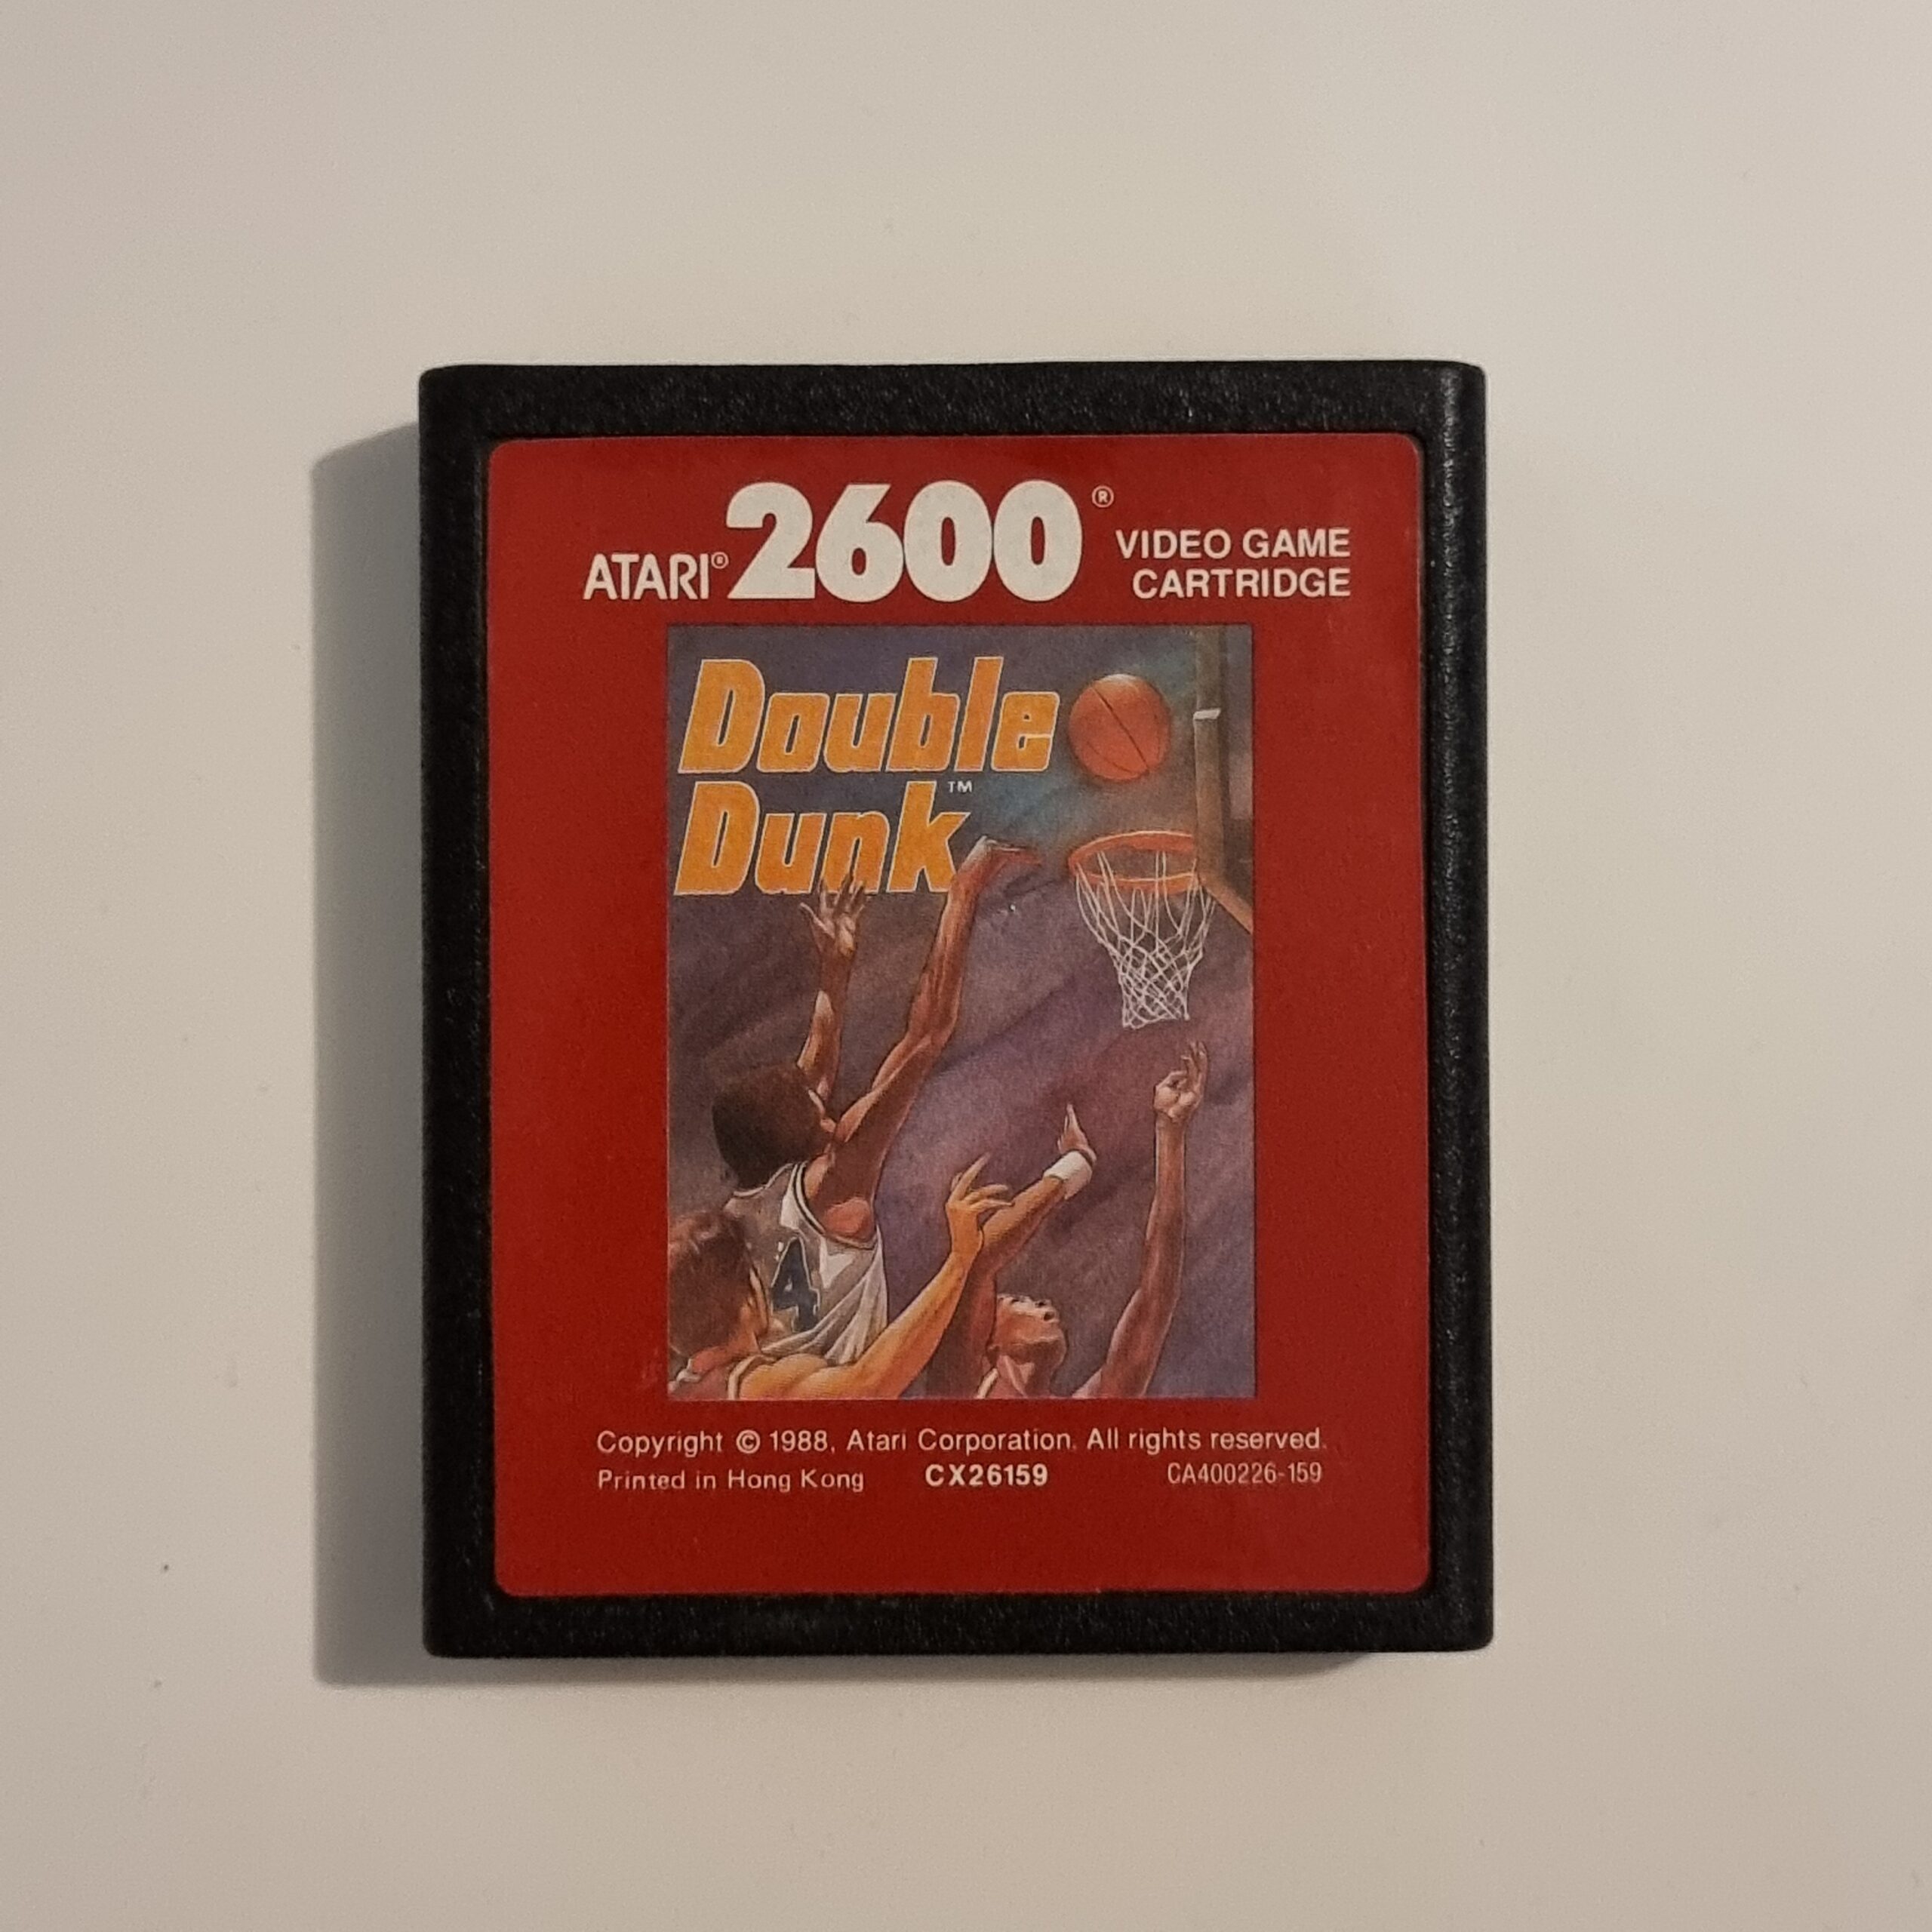 ATARI® 2600® VIDEO GAME
CARTRIDGE
Double
Dunk™
4
Copyright © 1988, Atari Corporation. All rights reserved.
Printed in Hong Kong CX26159 CA400226-159